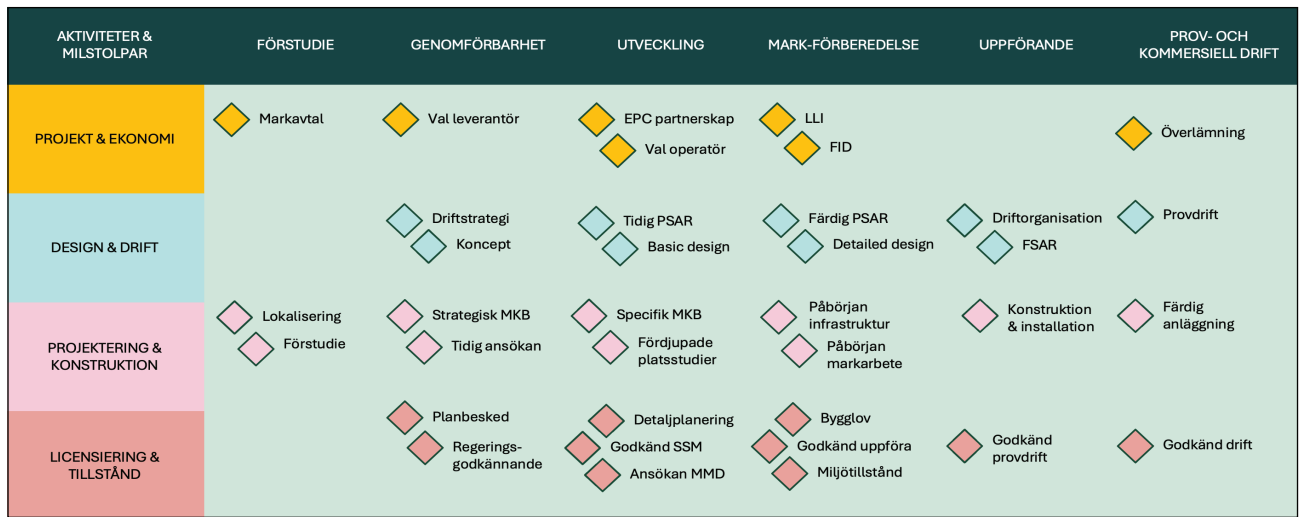 AKTIVITETER &
MILSTOLPAR
FÖRSTUDIE
GENOMFÖRBARHET
UTVECKLING
MARK-FÖRBEREDELSE
UPPFÖRANDE
PROV- OCH
KOMMERSIELL DRIFT
PROJEKT & EKONOMI
Markavtal
Val leverantör
EPC partnerskap
Val operatör
LLI
FID
Överlämning
DESIGN & DRIFT
Driftstrategi
Koncept
Tidig PSAR
Basic design
Färdig PSAR
Detailed design
Driftorganisation
FSAR
Provdrift
PROJEKTERING &
KONSTRUKTION
Lokalisering
Förstudie
Strategisk MKB
Tidig ansökan
Specifik MKB
Fördjupade
platsstudier
Påbörjan
infrastruktur
Påbörjan
markarbete
Konstruktion
& installation
Färdig
anläggning
LICENSIERING &
TILLSTÅND
Planbesked
Regerings-
godkännande
Detaljplanering
Godkänd SSM
Ansökan MMD
Bygglov
Godkänd uppföra
Miljötillstånd
Godkänd
provdrift
Godkänd drift